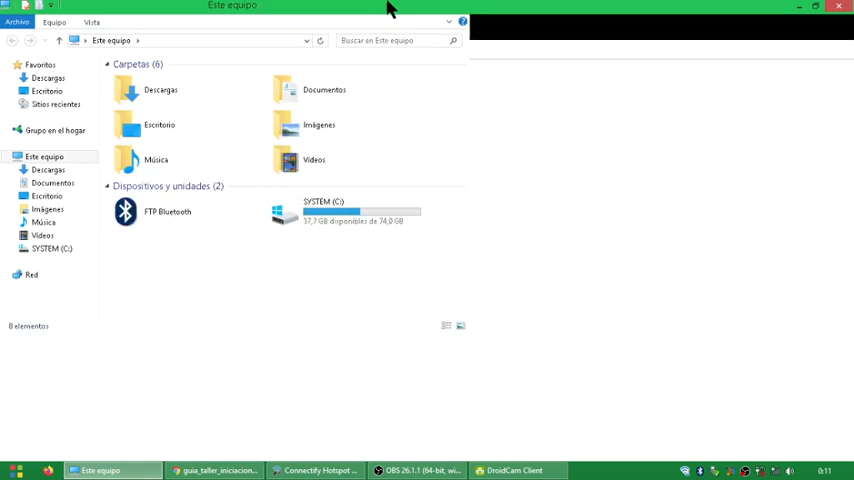 Este equipo
Archivo
Equipo
Vista
Este equipo
Buscar en Este equipo
Favoritos
Descargas
Escritorio
Sitios recientes
Grupo en el hogar
Este equipo
Descargas
Documentos
Escritorio
Imágenes
Música
Vídeos
SYSTEM (C:)
Red
Carpetas (6)
Descargas
Documentos
Escritorio
Imágenes
Música
Vídeos
Dispositivos y unidades (2)
FTP Bluetooth
SYSTEM (C:)
37,7 GB disponibles de 74,0 GB
8 elementos
Este equipo
guia_taller_iniciacion...
Connectify Hotspot ...
OBS 26.1.1 (64-bit, wi...
DroidCam Client
0:11